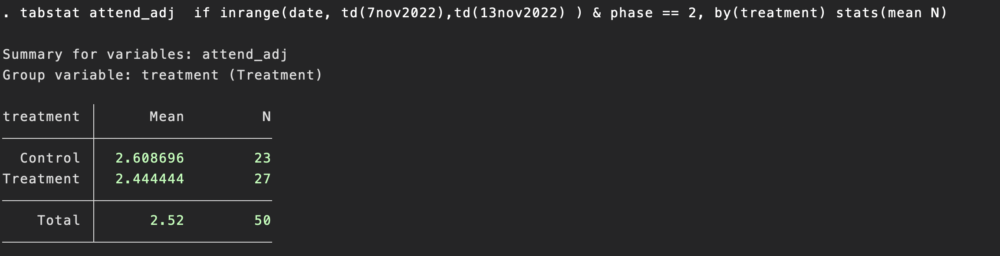 . tabstat attend_adj  if inrange(date, td(7nov2022),td(13nov2022) ) & phase == 2, by(treatment) stats(mean N)
Summary for variables: attend_adj
Group variable: treatment (Treatment)
treatment Mean N
Control 2.608696 23
Treatment 2.444444 27
Total 2.52 50